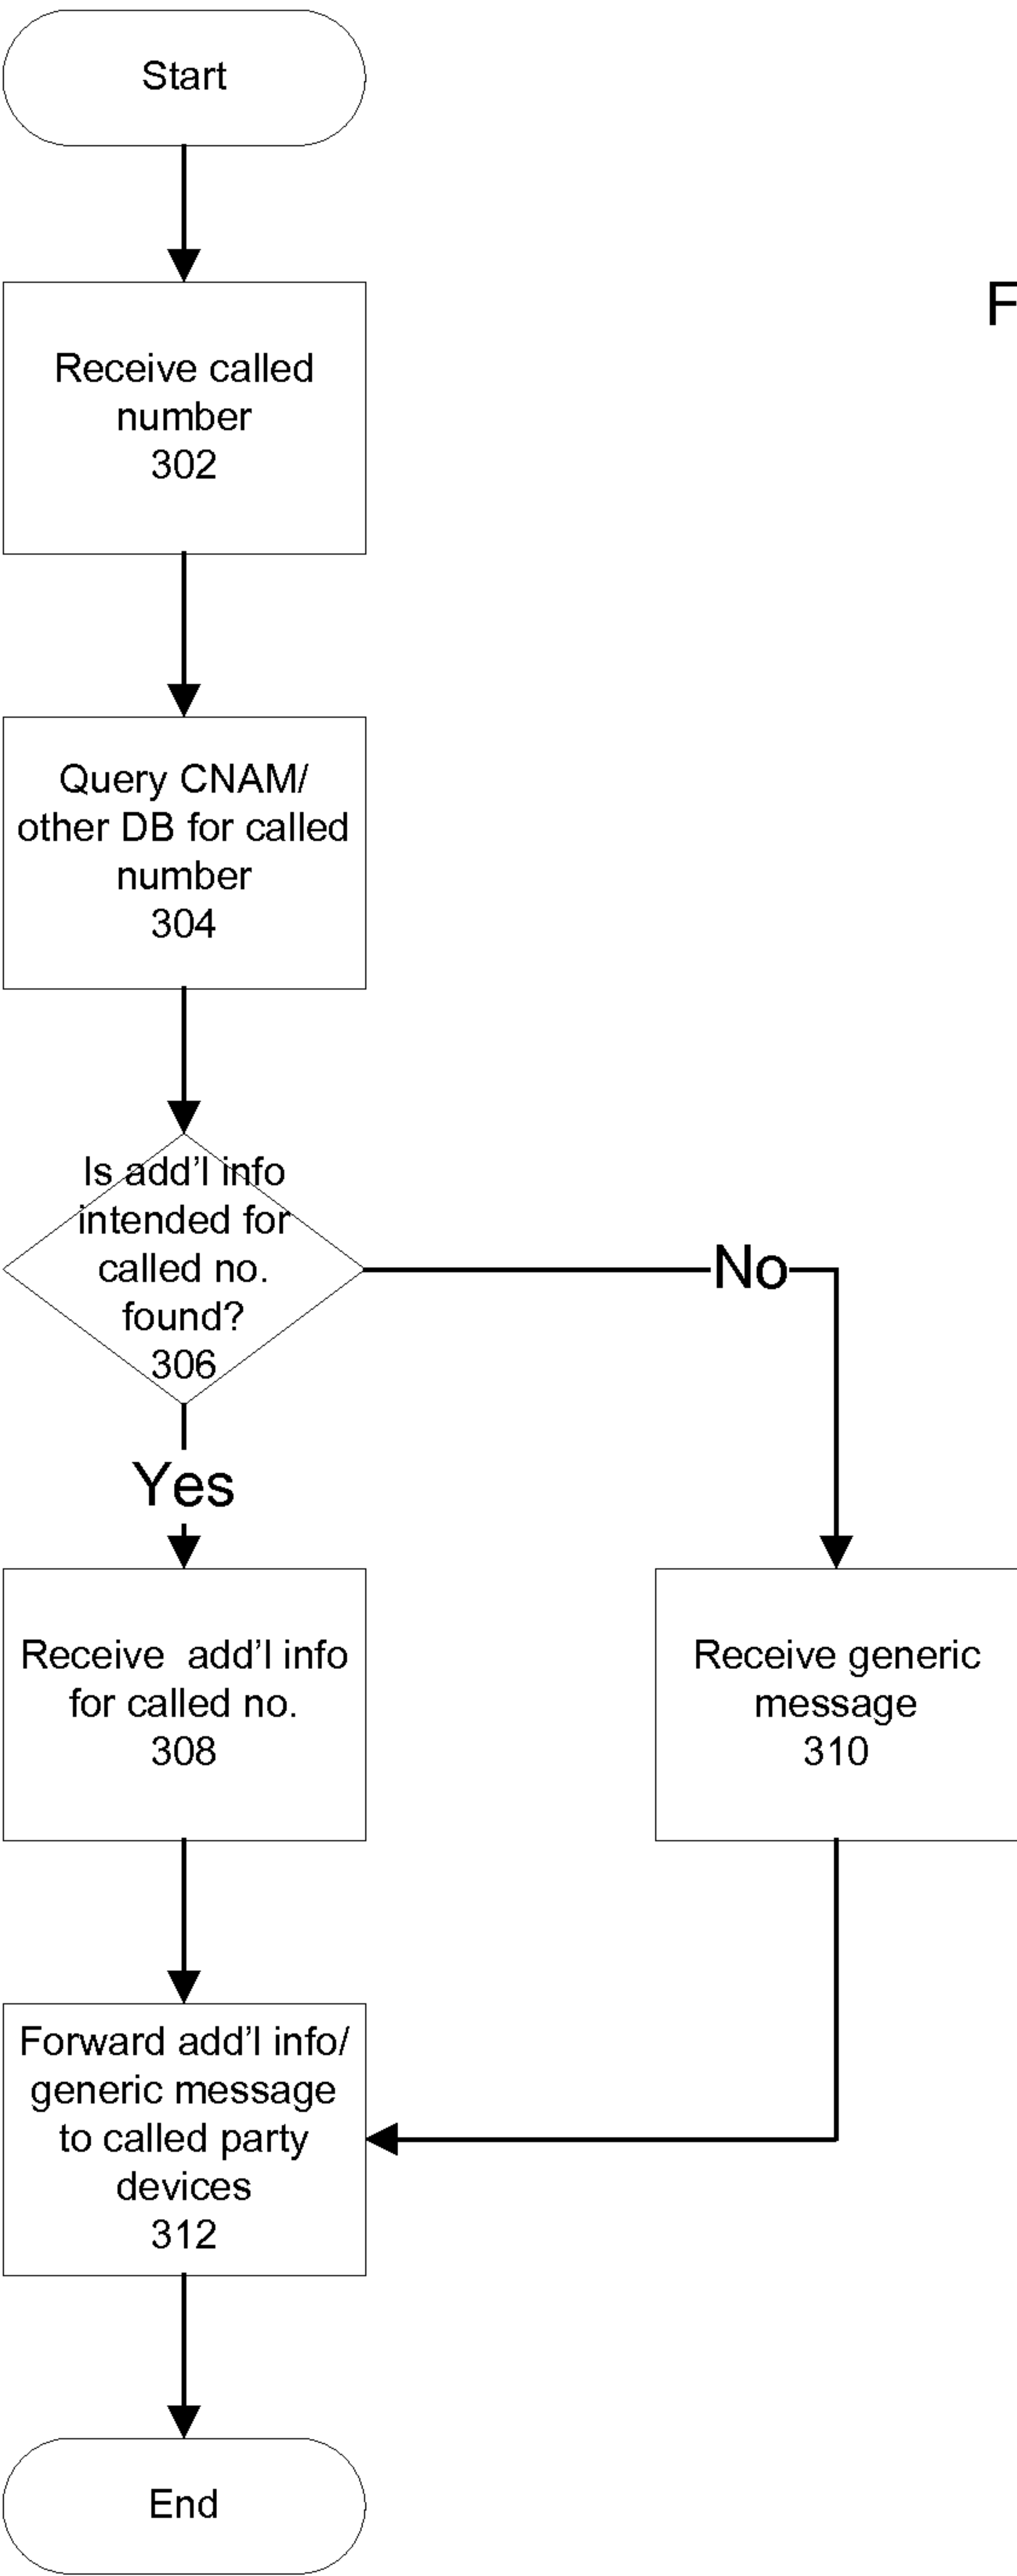 Start
Receive called
number
302
F
Query CNAM/
other DB for called
number
304
Is add'l info
intended for
called no.
found?
306
No
Yes
Receive  add'l info
for called no.
308
Receive generic
message
310
Forward add'l info/
generic message
to called party
devices
312
End